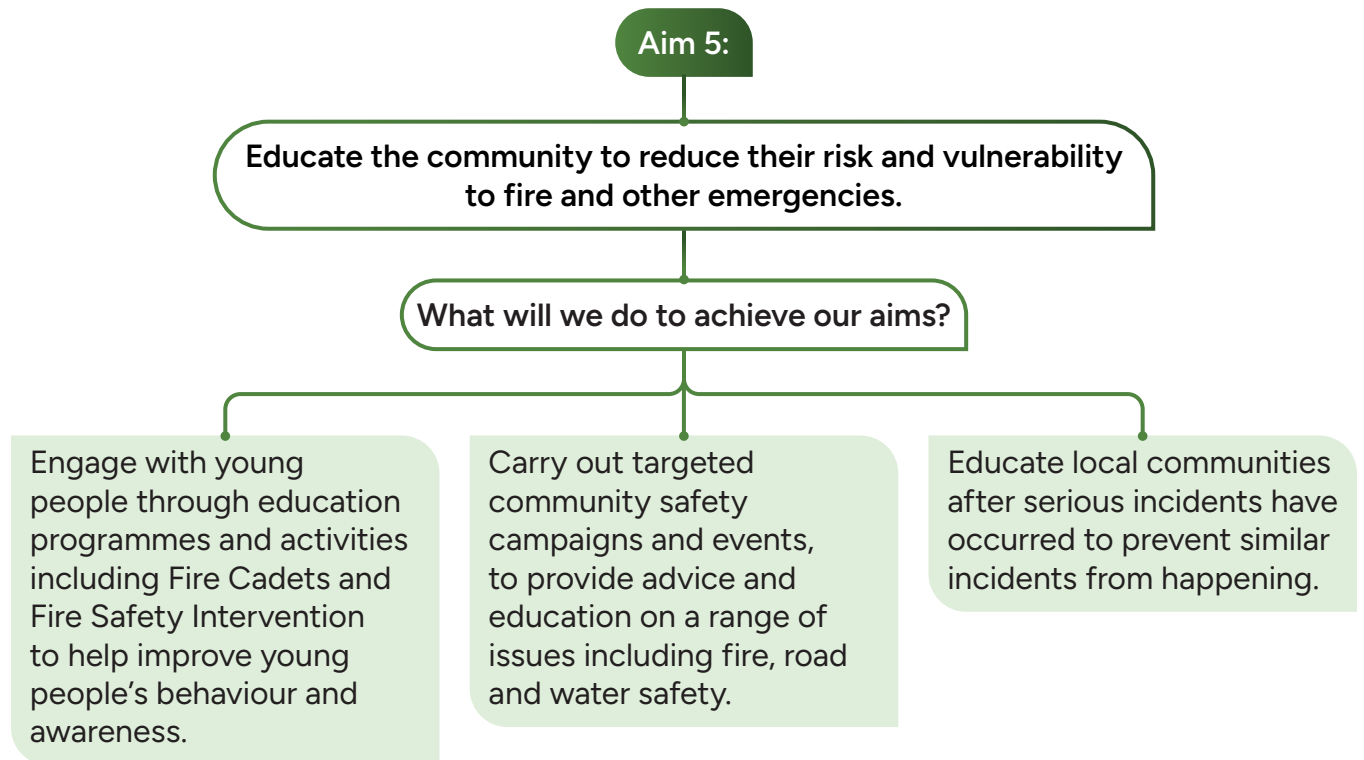 Aim 5:
Educate the community to reduce their risk and vulnerability
to fire and other emergencies.
What will we do to achieve our aims?
Engage with young
people through education
programmes and activities
including Fire Cadets and
Fire Safety Intervention
to help improve young
people’s behaviour and
awareness.
Carry out targeted
community safety
campaigns and events,
to provide advice and
education on a range of
issues including fire, road
and water safety.
Educate local communities
after serious incidents have
occurred to prevent similar
incidents from happening.